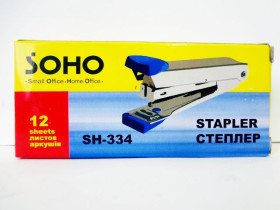 SOHO
Small Office - Home Office
12
sheets
листов
аркушів
SH-334
STAPLER
СТЕПЛЕР